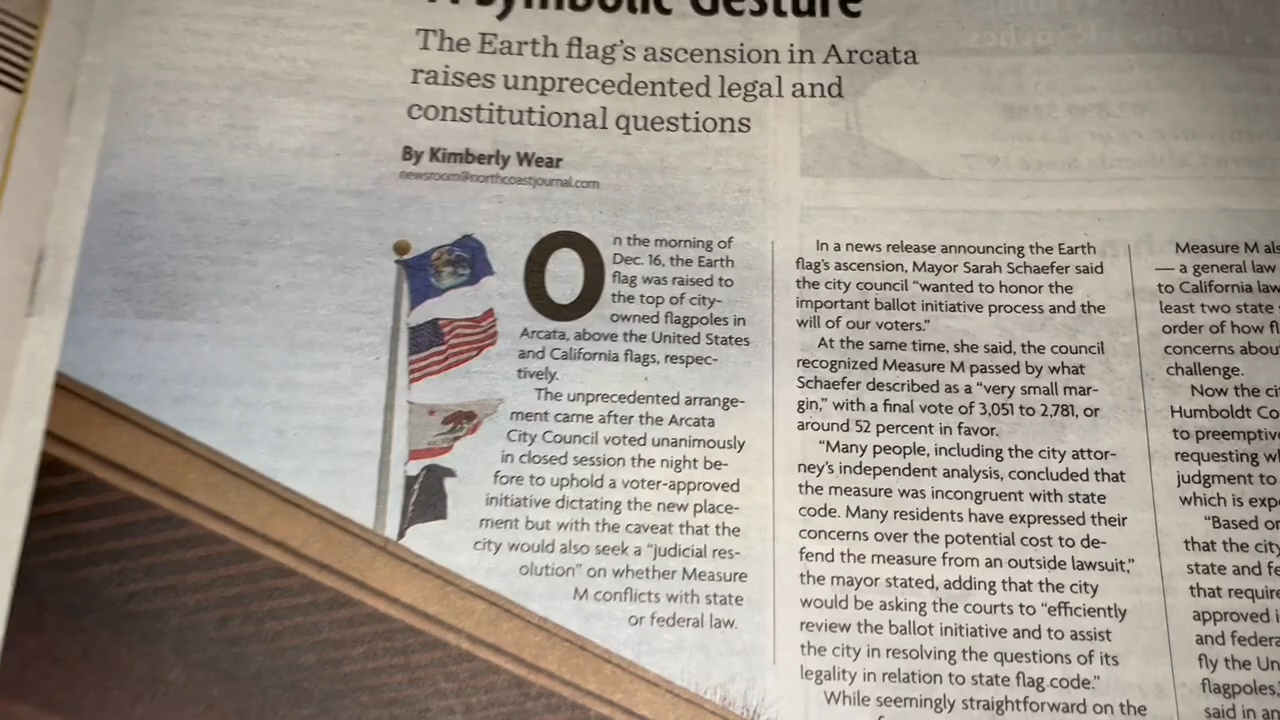 A Symbolic Gesture
The Earth flag’s ascension in Arcata
raises unprecedented legal and
constitutional questions
By Kimberly Wear
newsroom@northcoastjournal.com
On the morning of
Dec. 16, the Earth
flag was raised to
the top of city-
owned flagpoles in
Arcata, above the United States
and California flags, respec-
tively.
The unprecedented arrange-
ment came after the Arcata
City Council voted unanimously
in closed session the night be-
fore to uphold a voter-approved
initiative dictating the new place-
ment but with the caveat that the
city would also seek a “judicial res-
olution” on whether Measure
M conflicts with state
or federal law.
In a news release announcing the Earth
flag’s ascension, Mayor Sarah Schaefer said
the city council “wanted to honor the
important ballot initiative process and the
will of our voters.”
At the same time, she said, the council
recognized Measure M passed by what
Schaefer described as a “very small mar-
gin,” with a final vote of 3,051 to 2,781, or
around 52 percent in favor.
“Many people, including the city attor-
ney’s independent analysis, concluded that
the measure was incongruent with state
code. Many residents have expressed their
concerns over the potential cost to de-
fend the measure from an outside lawsuit,”
the mayor stated, adding that the city
would be asking the courts to “efficiently
review the ballot initiative and to assist
the city in resolving the questions of its
legality in relation to state flag code.”
While seemingly straightforward on the
Measure M als
— a general law
to California law
least two state
order of how fl
concerns abou
challenge.
Now the ci
Humboldt Co
to preemptive
requesting wh
judgment to
which is exp
“Based on
that the city
state and fe
that require
approved i
and federa
fly the Un
flagpoles,
said in an